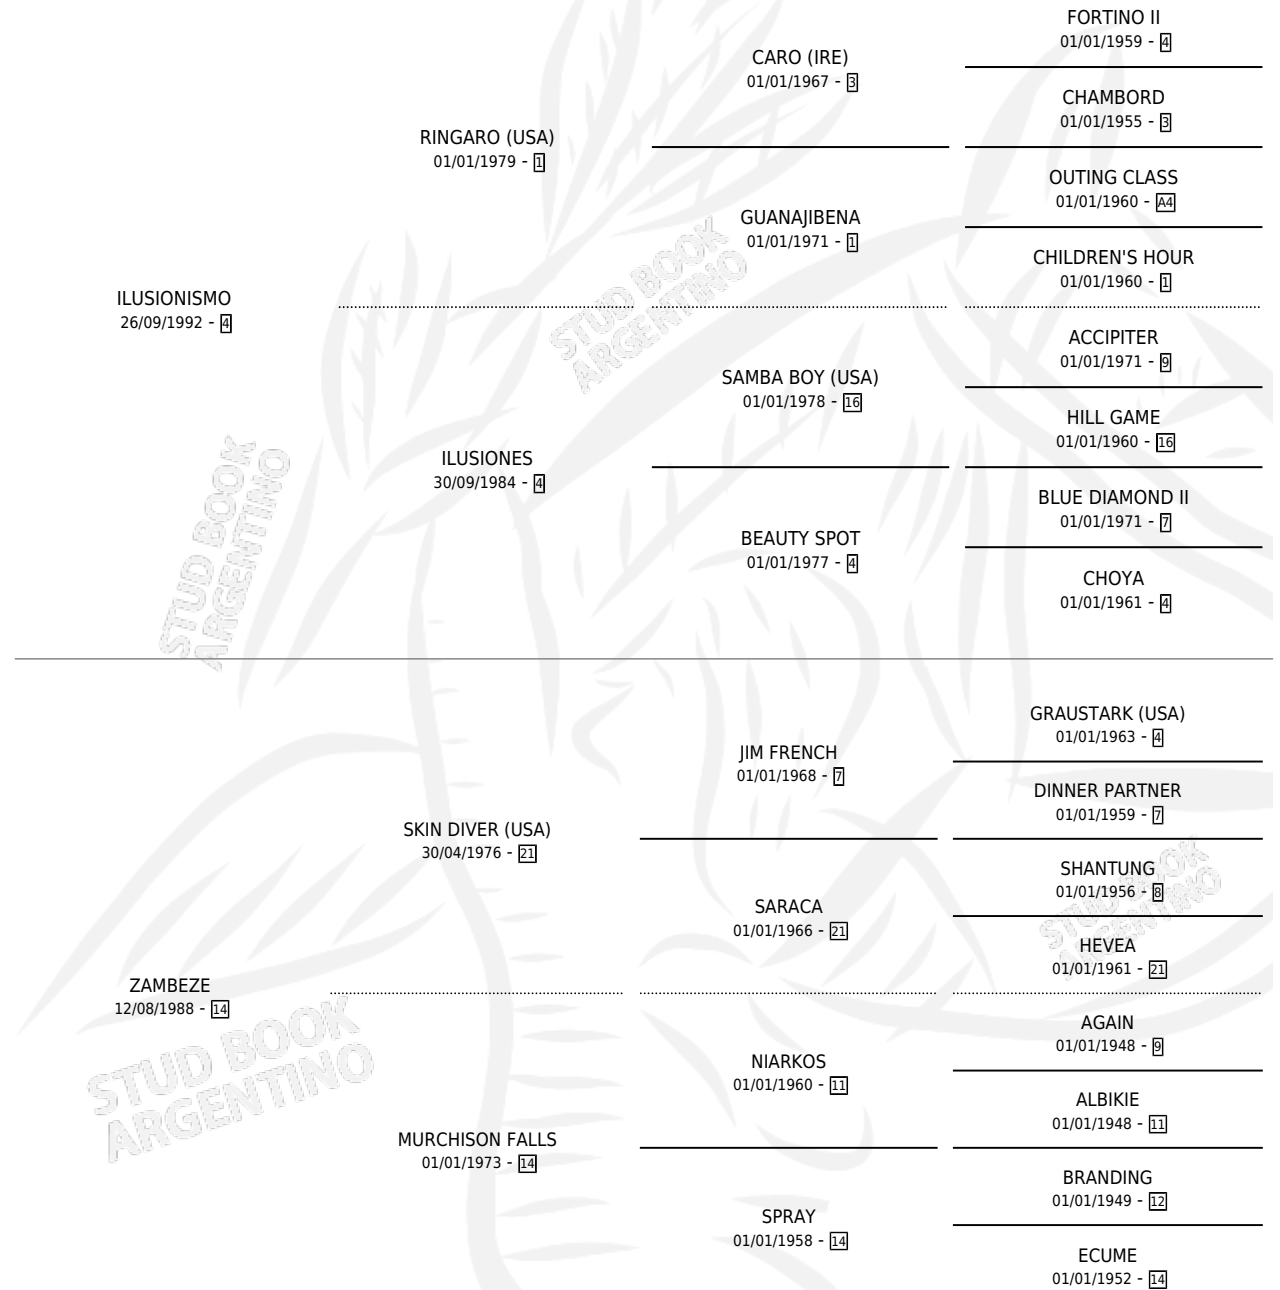 FORTINO II
01/01/1959 - 4
CARO (IRE)
01/01/1967 - 3
CHAMBORD
01/01/1955 - 3
RINGARO (USA)
01/01/1979 - 1
OUTING CLASS
01/01/1960 - A4
GUANAJIBENA
01/01/1971 - 1
CHILDREN'S HOUR
01/01/1960 - 1
ILUSIONISMO
26/09/1992 - 4
ACCIPITER
01/01/1971 - 9
SAMBA BOY (USA)
01/01/1978 - 16
HILL GAME
01/01/1960 - 16
ILUSIONES
30/09/1984 - 4
BLUE DIAMOND II
01/01/1971 - 7
BEAUTY SPOT
01/01/1977 - 4
CHOYA
01/01/1961 - 4
GRAUSTARK (USA)
01/01/1963 - 4
JIM FRENCH
01/01/1968 - 7
DINNER PARTNER
01/01/1959 - 7
SKIN DIVER (USA)
30/04/1976 - 21
SHANTUNG
01/01/1956 - 8
SARACA
01/01/1966 - 21
HEVEA
01/01/1961 - 21
ZAMBEZE
12/08/1988 - 14
AGAIN
01/01/1948 - 9
NIARKOS
01/01/1960 - 11
ALBIKIE
01/01/1948 - 11
MURCHISON FALLS
01/01/1973 - 14
BRANDING
01/01/1949 - 12
SPRAY
01/01/1958 - 14
ECUME
01/01/1952 - 14
STUD BOOK
ARGENTINO
STUD BOOK
ARGENTINO
STUD BOOK
ARGENTINO
STUD BOOK
ARGENTINO